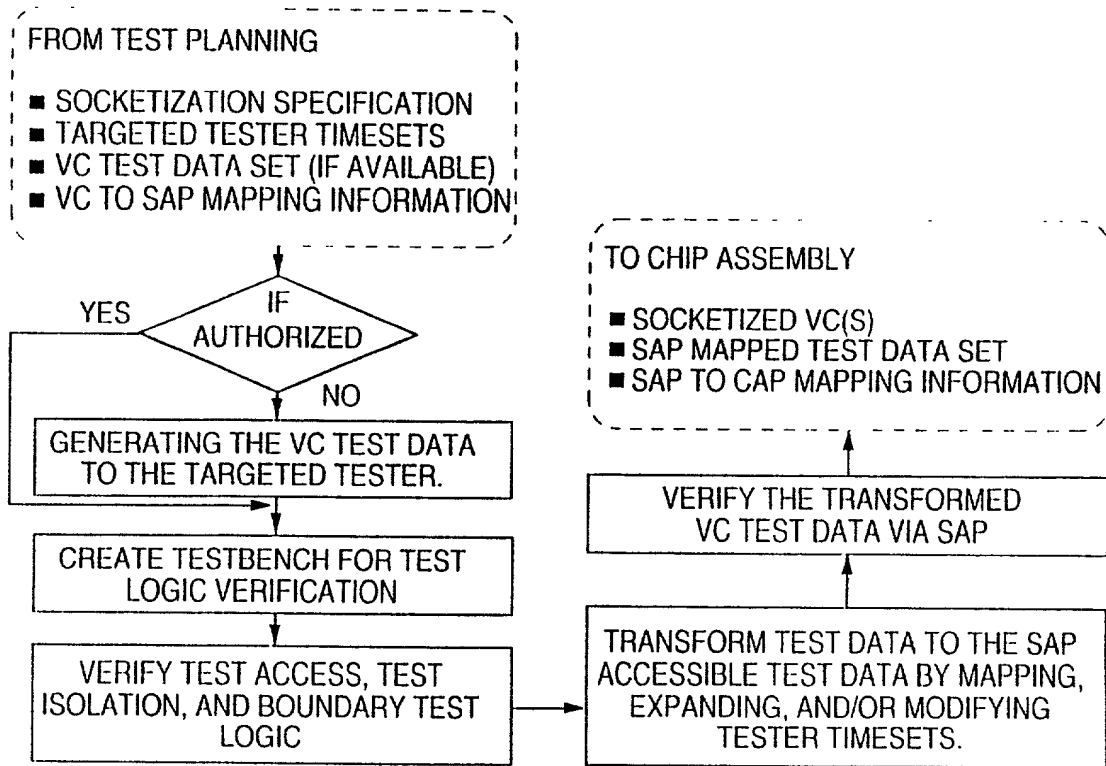 FROM TEST PLANNING
■ SOCKETIZATION SPECIFICATION
■ TARGETED TESTER TIMESETS
■ VC TEST DATA SET (IF AVAILABLE)
■ VC TO SAP MAPPING INFORMATION
IF
AUTHORIZED
YES
NO
GENERATING THE VC TEST DATA
TO THE TARGETED TESTER.
CREATE TESTBENCH FOR TEST
LOGIC VERIFICATION
VERIFY TEST ACCESS, TEST
ISOLATION, AND BOUNDARY TEST
LOGIC
TRANSFORM TEST DATA TO THE SAP
ACCESSIBLE TEST DATA BY MAPPING,
EXPANDING, AND/OR MODIFYING
TESTER TIMESETS.
VERIFY THE TRANSFORMED
VC TEST DATA VIA SAP
TO CHIP ASSEMBLY
■ SOCKETIZED VC(S)
■ SAP MAPPED TEST DATA SET
■ SAP TO CAP MAPPING INFORMATION